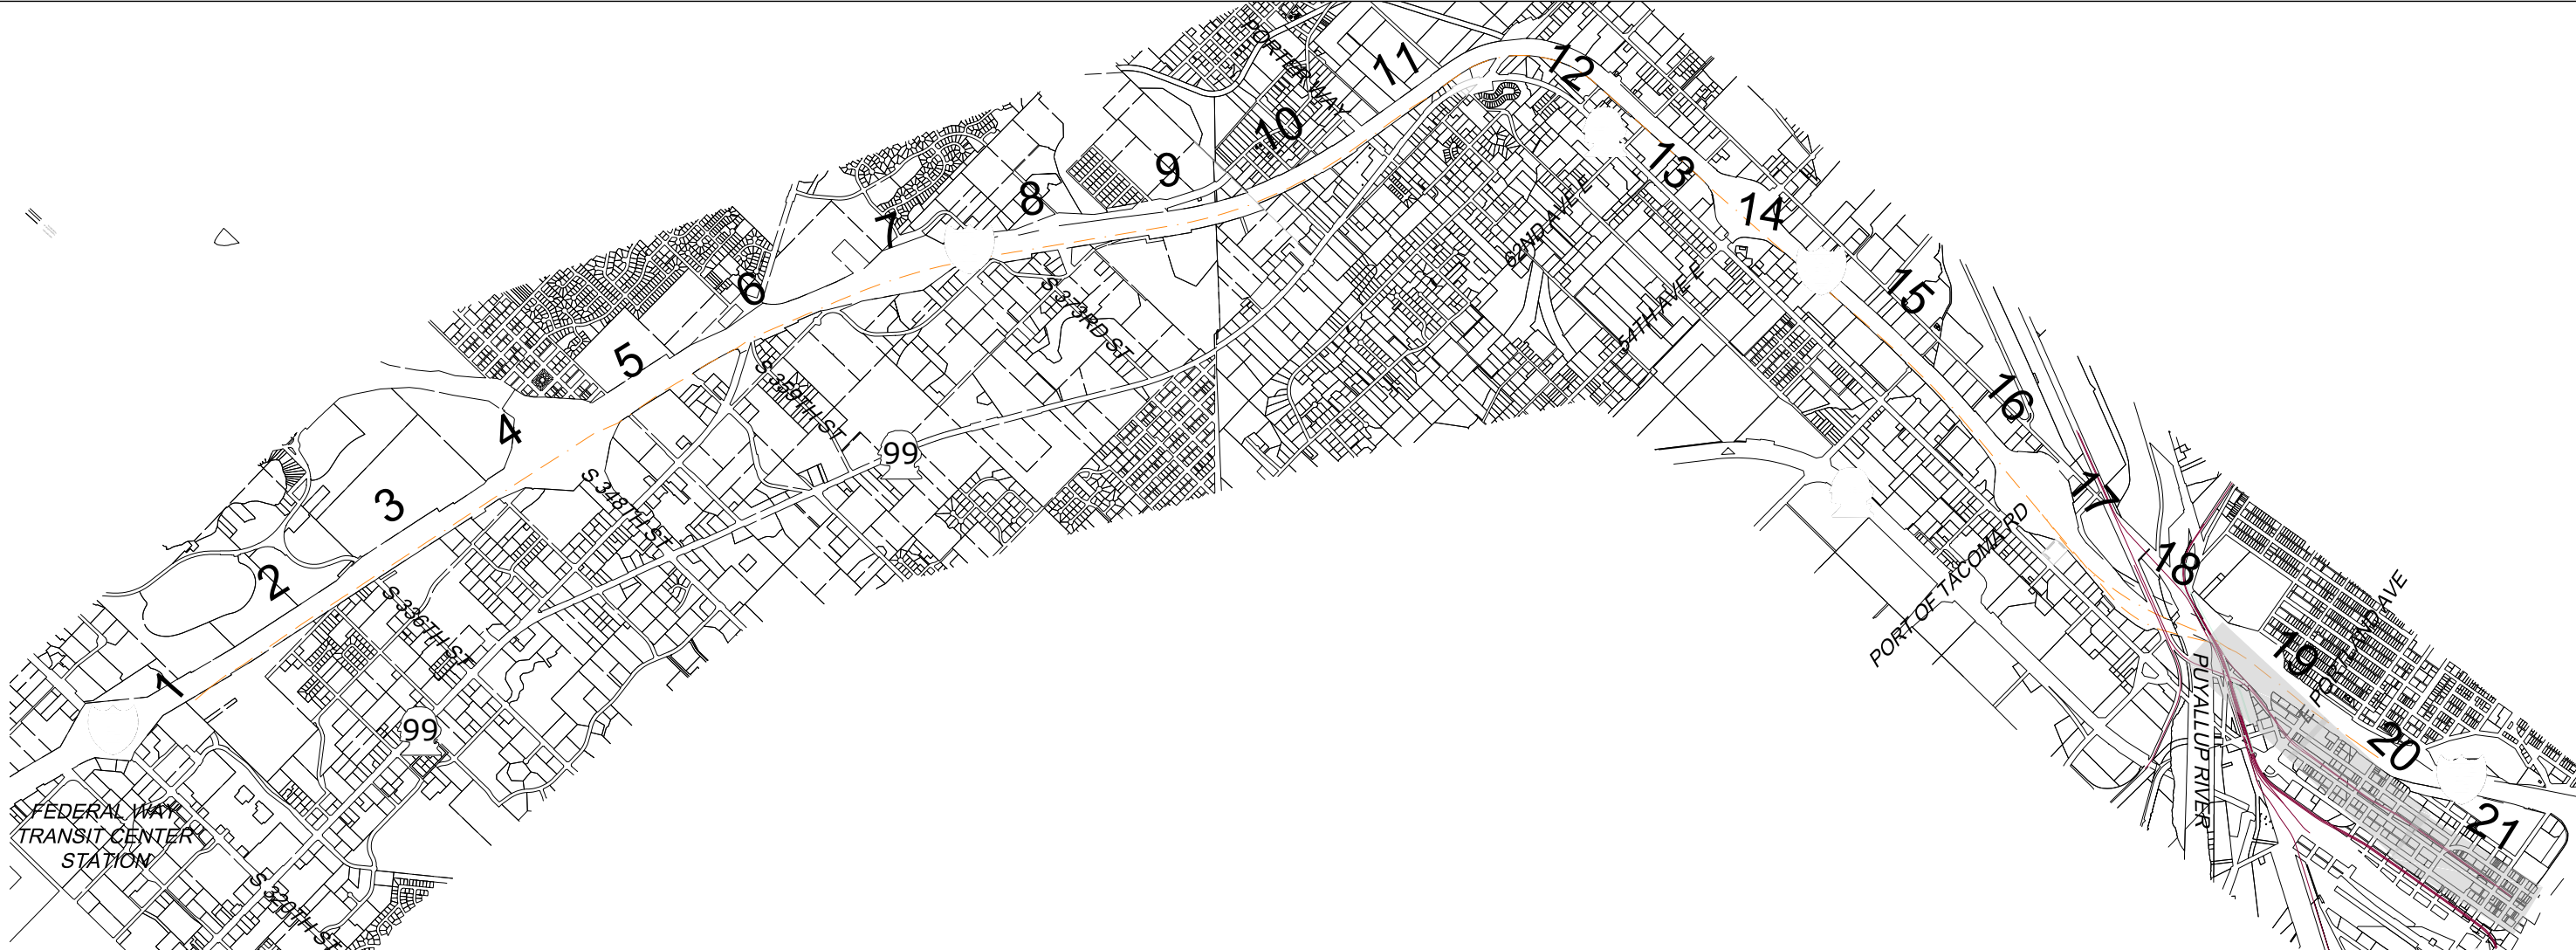 1
2
3
4
5
6
7
8
9
10
11
12
13
14
15
16
17
18
19
20
21
PORTER WAY
62ND AVE E
54TH AVE E
S 373RD ST
S 359TH ST
99
S 348TH ST
S 336TH ST
99
FEDERAL WAY
TRANSIT CENTER
STATION
S 320TH ST
PORT OF TACOMA RD
PUYALLUP RIVER
AVE